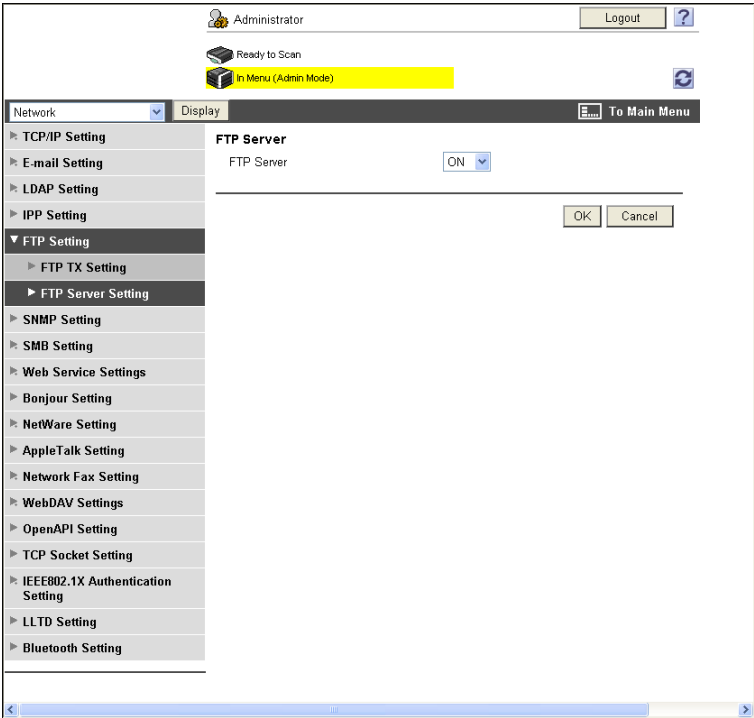 Administrator
Logout
?
Ready to Scan
In Menu (Admin Mode)
Network
Display
To Main Menu
TCP/IP Setting
E-mail Setting
LDAP Setting
IPP Setting
FTP Setting
FTP TX Setting
FTP Server Setting
SNMP Setting
SMB Setting
Web Service Settings
Bonjour Setting
NetWare Setting
AppleTalk Setting
Network Fax Setting
WebDAV Settings
OpenAPI Setting
TCP Socket Setting
IEEE802.1X Authentication
Setting
LLTD Setting
Bluetooth Setting
FTP Server
FTP Server ON
OK Cancel